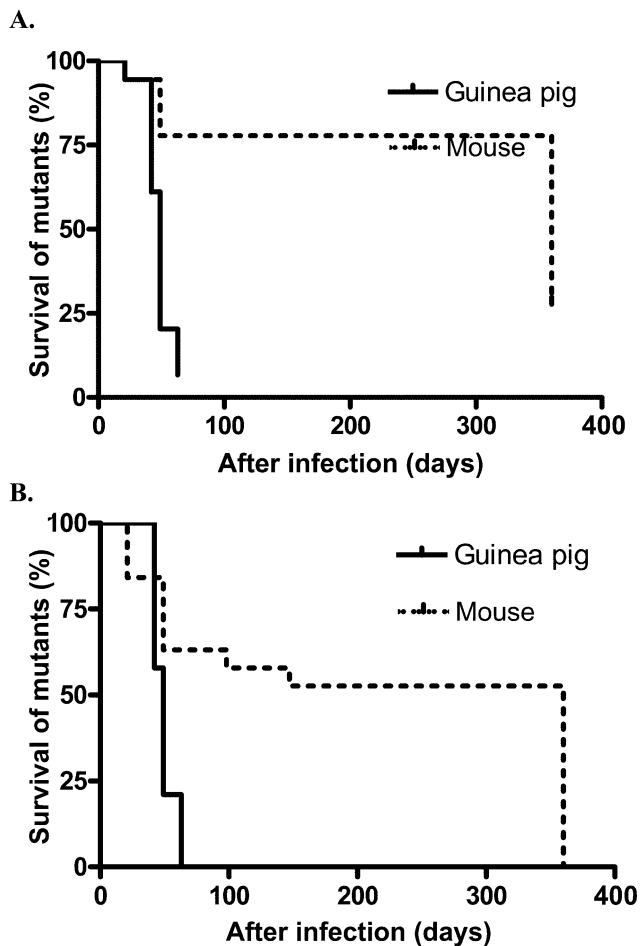 A.
Survival of mutants (%)
100
75
50
25
0
Guinea pig
Mouse
0 100 200 300 400
After infection (days)
B.
Survival of mutants (%)
100
75
50
25
0
Guinea pig
Mouse
0 100 200 300 400
After infection (days)